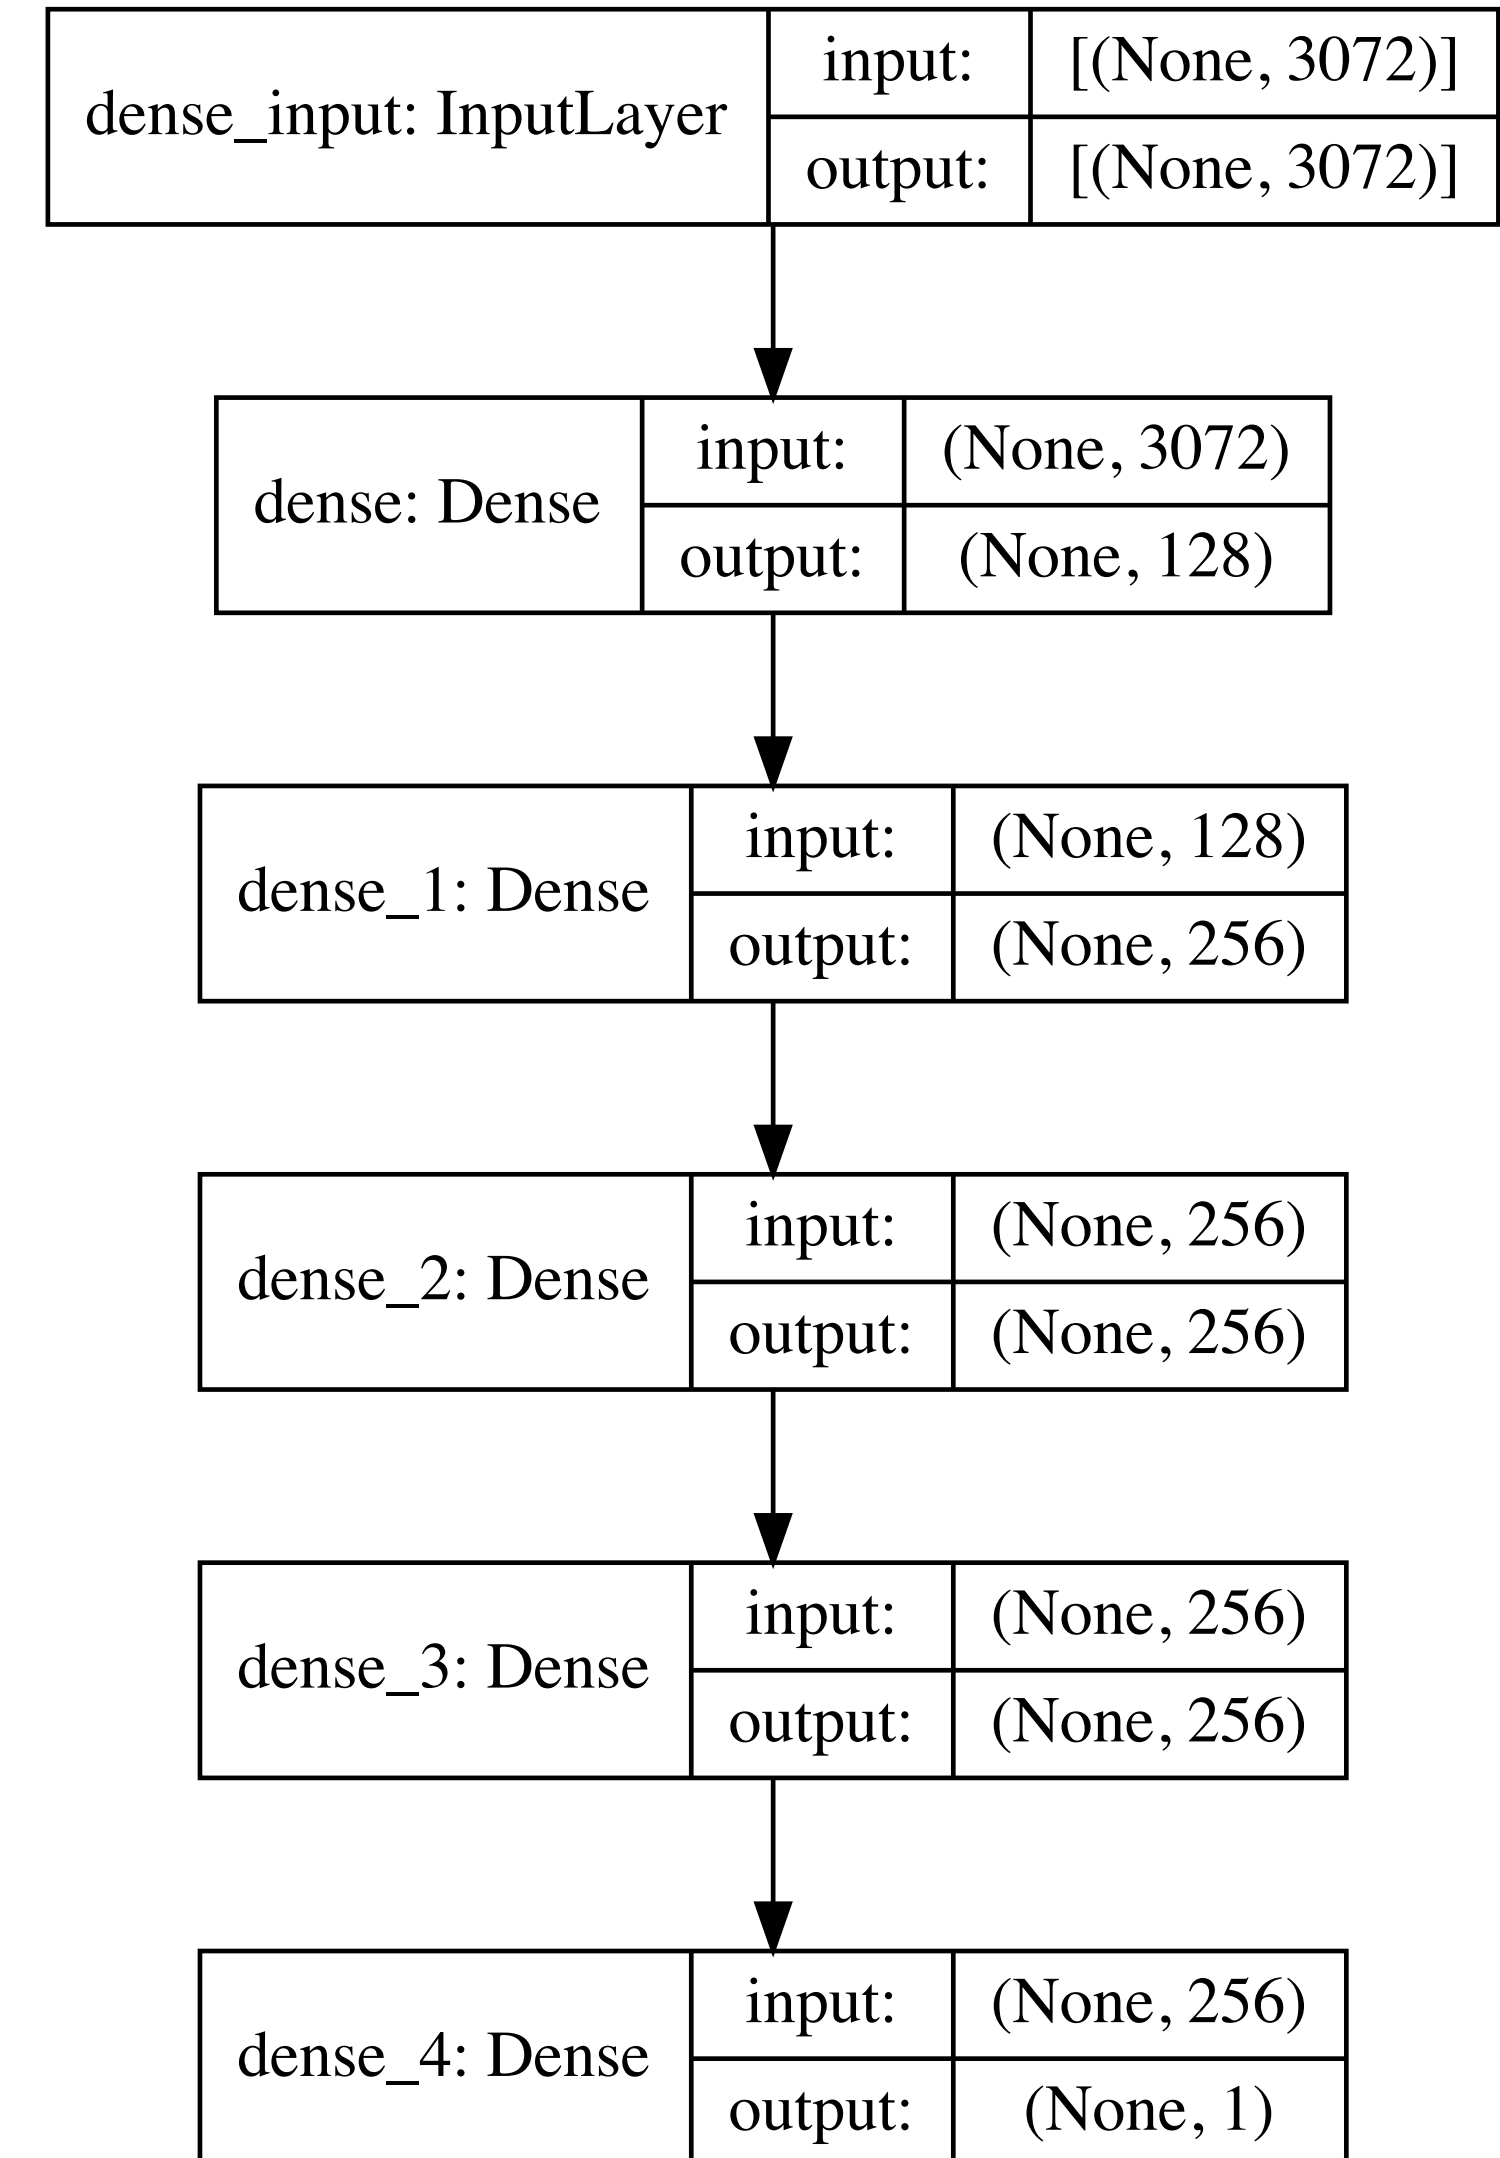 dense_input: InputLayer
input: [(None, 3072)]
output: [(None, 3072)]
dense: Dense
input: (None, 3072)
output: (None, 128)
dense_1: Dense
input: (None, 128)
output: (None, 256)
dense_2: Dense
input: (None, 256)
output: (None, 256)
dense_3: Dense
input: (None, 256)
output: (None, 256)
dense_4: Dense
input: (None, 256)
output: (None, 1)